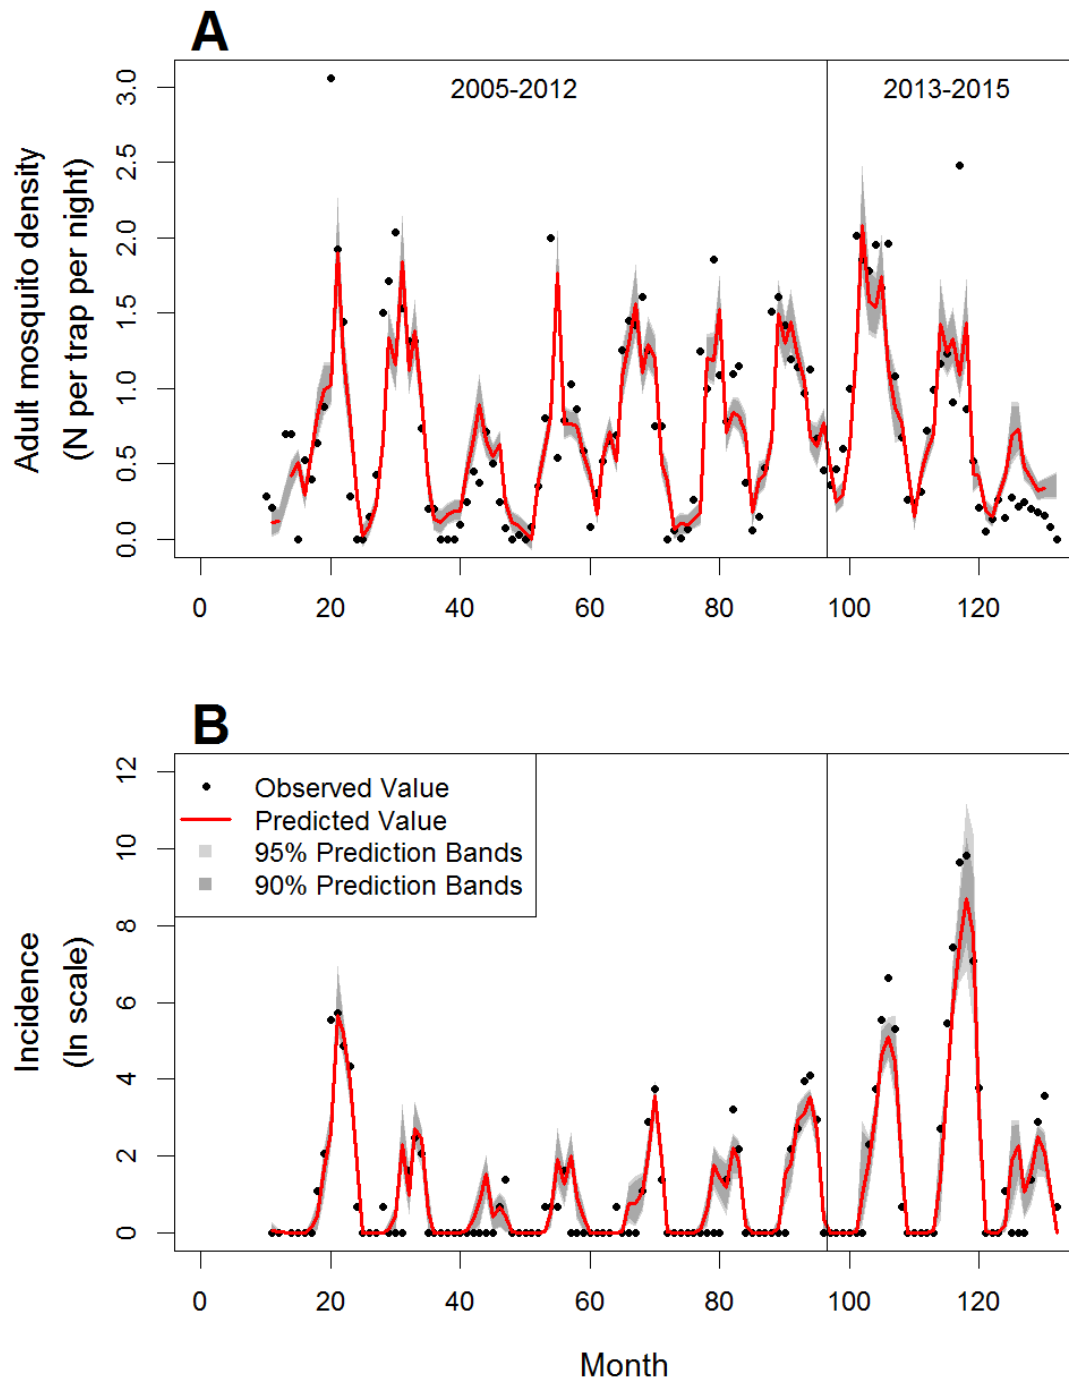 A
2005-2012
2013-2015
Adult mosquito density
(N per trap per night)
3.0
2.5
2.0
1.5
1.0
0.5
0.0
0 20 40 60 80 100 120
B
Observed Value
Predicted Value
95% Prediction Bands
90% Prediction Bands
Incidence
(ln scale)
12
10
8
6
4
2
0
0 20 40 60 80 100 120
Month